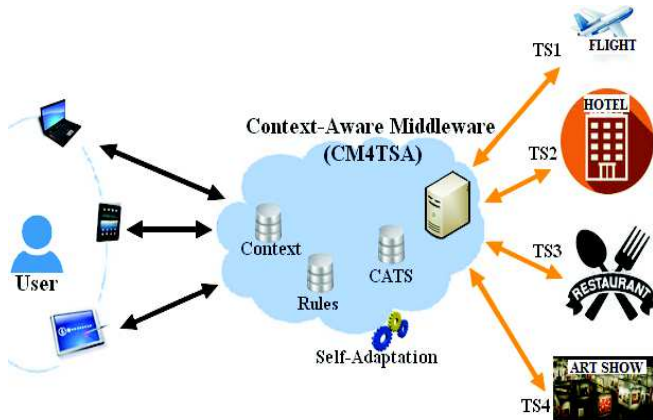 TS1
FLIGHT
HOTEL
Context-Aware Middleware
(CM4TSA)
TS2
Context
CATS
TS3
RESTAURANT
User
Rules
Self-Adaptation
ART SHOW
TS4